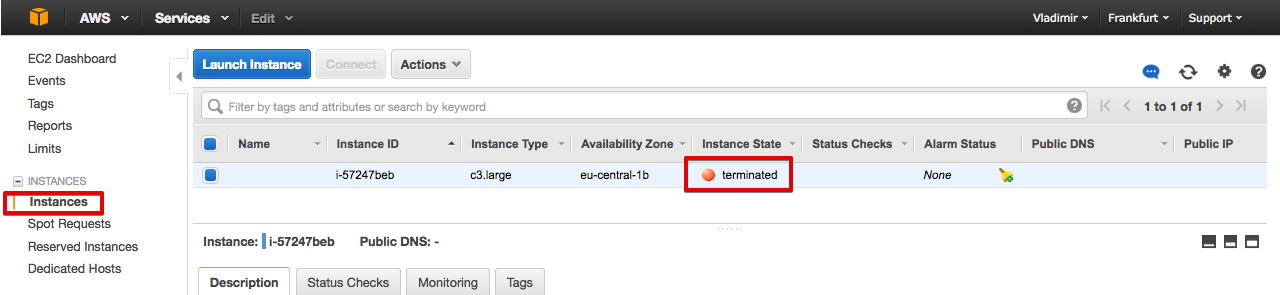 AWS Services Edit Vladimir Frankfurt Support
EC2 Dashboard
Events
Tags
Reports
Limits
INSTANCES
Instances
Spot Requests
Reserved Instances
Dedicated Hosts
Launch Instance Connect Actions
Filter by tags and attributes or search by keyword 1 to 1 of 1
Name Instance ID Instance Type Availability Zone Instance State Status Checks Alarm Status Public DNS Public IP
i-57247beb c3.large eu-central-1b terminated None
Instance: i-57247beb Public DNS: -
Description Status Checks Monitoring Tags